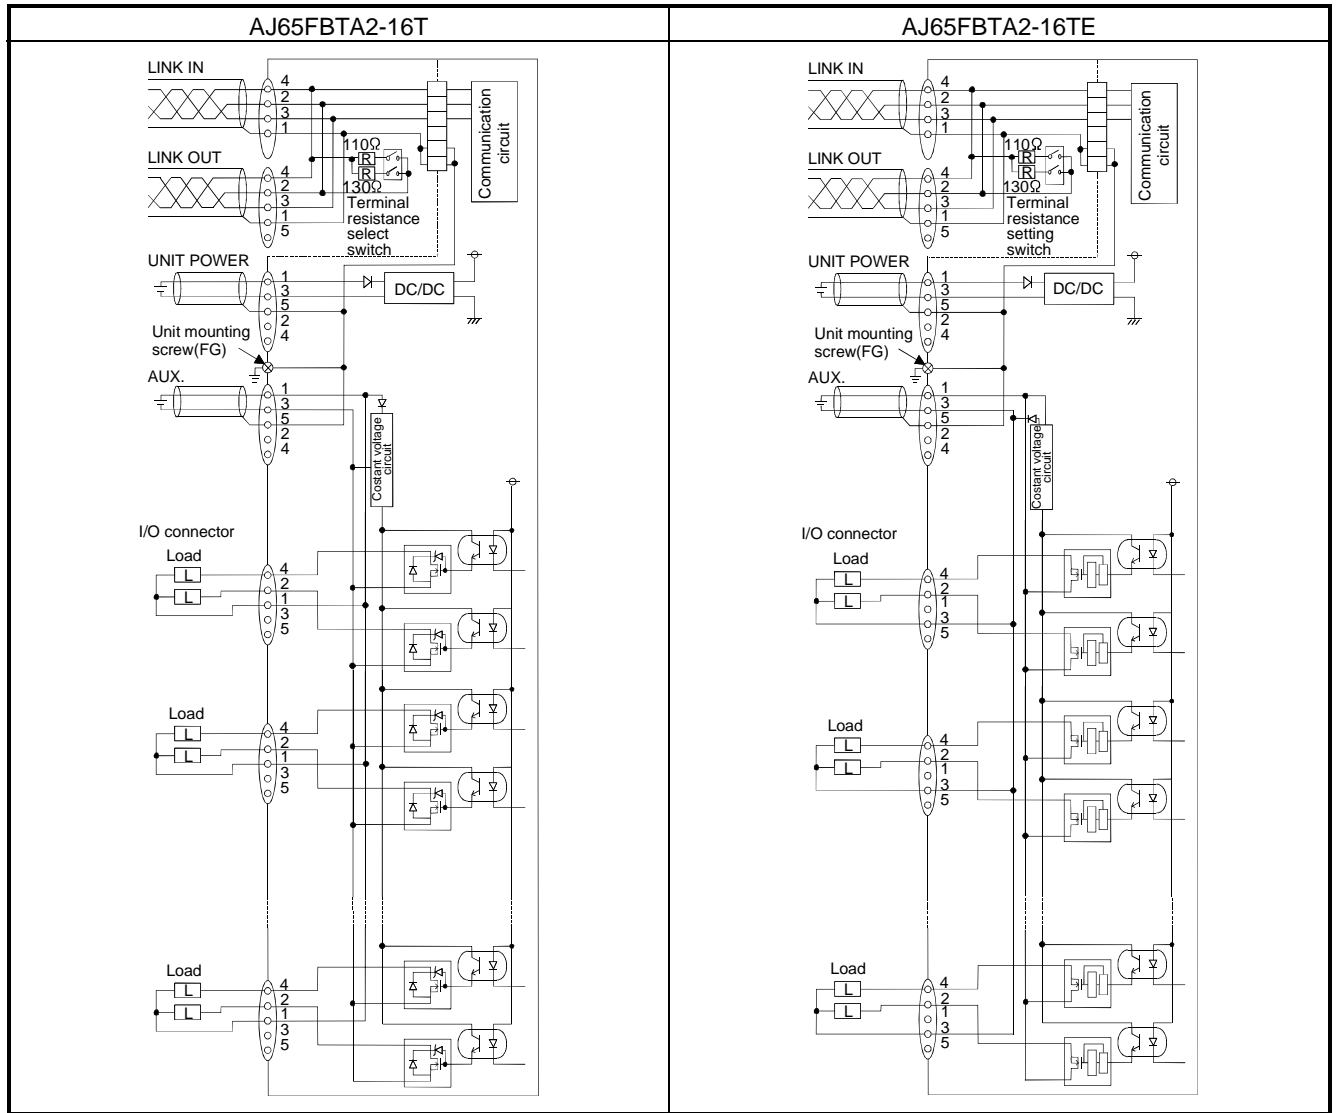 AJ65FBTA2-16T
LINK IN
4
2
3
1
110Ω
R
R
130Ω
Communication
circuit
LINK OUT
4
2
3
1
5
Terminal
resistance
select
switch
UNIT POWER
1
3
5
2
4
DC/DC
Unit mounting
screw(FG)
AUX.
1
3
5
2
4
Costant voltage
circuit
I/O connector
Load
L
L
4
2
1
3
5
Load
L
L
4
2
1
3
5
Load
L
L
4
2
1
3
5
AJ65FBTA2-16TE
LINK IN
4
2
3
1
110Ω
R
R
130Ω
Communication
circuit
LINK OUT
4
2
3
1
5
Terminal
resistance
setting
switch
UNIT POWER
1
3
5
2
4
DC/DC
Unit mounting
screw(FG)
AUX.
1
3
5
2
4
Costant voltage
circuit
I/O connector
Load
L
L
4
2
1
3
5
Load
L
L
4
2
1
3
5
Load
L
L
4
2
1
3
5